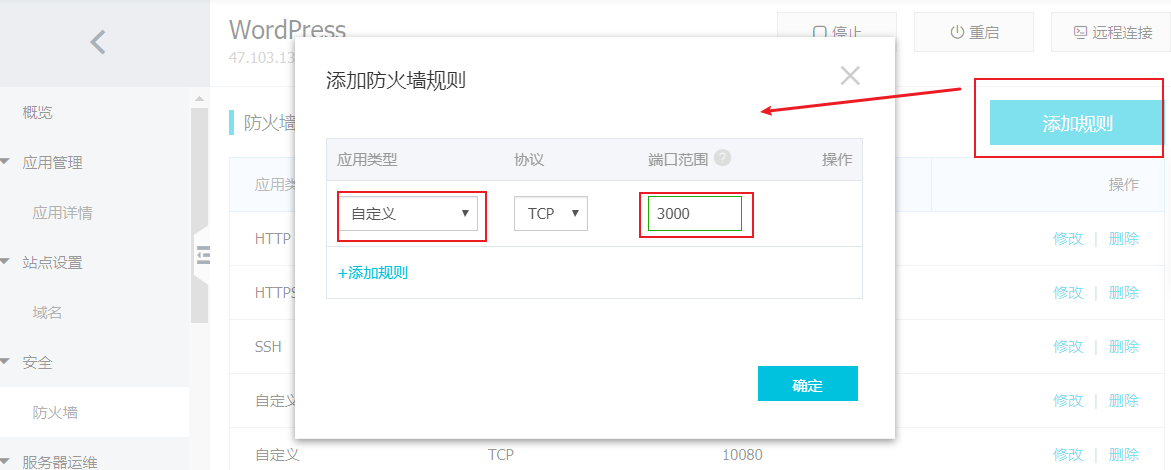 WordPress
47.103.13
停止
重启
远程连接
概览
应用管理
应用详情
站点设置
域名
安全
防火墙
服务器运维
防火墙
添加规则
应用类
操作
HTTP
修改 | 删除
HTTPS
修改 | 删除
SSH
修改 | 删除
自定义
修改 | 删除
自定义 TCP 10080 修改 | 删除
添加防火墙规则
应用类型 协议 端口范围 ? 操作
自定义 TCP 3000
+添加规则
确定